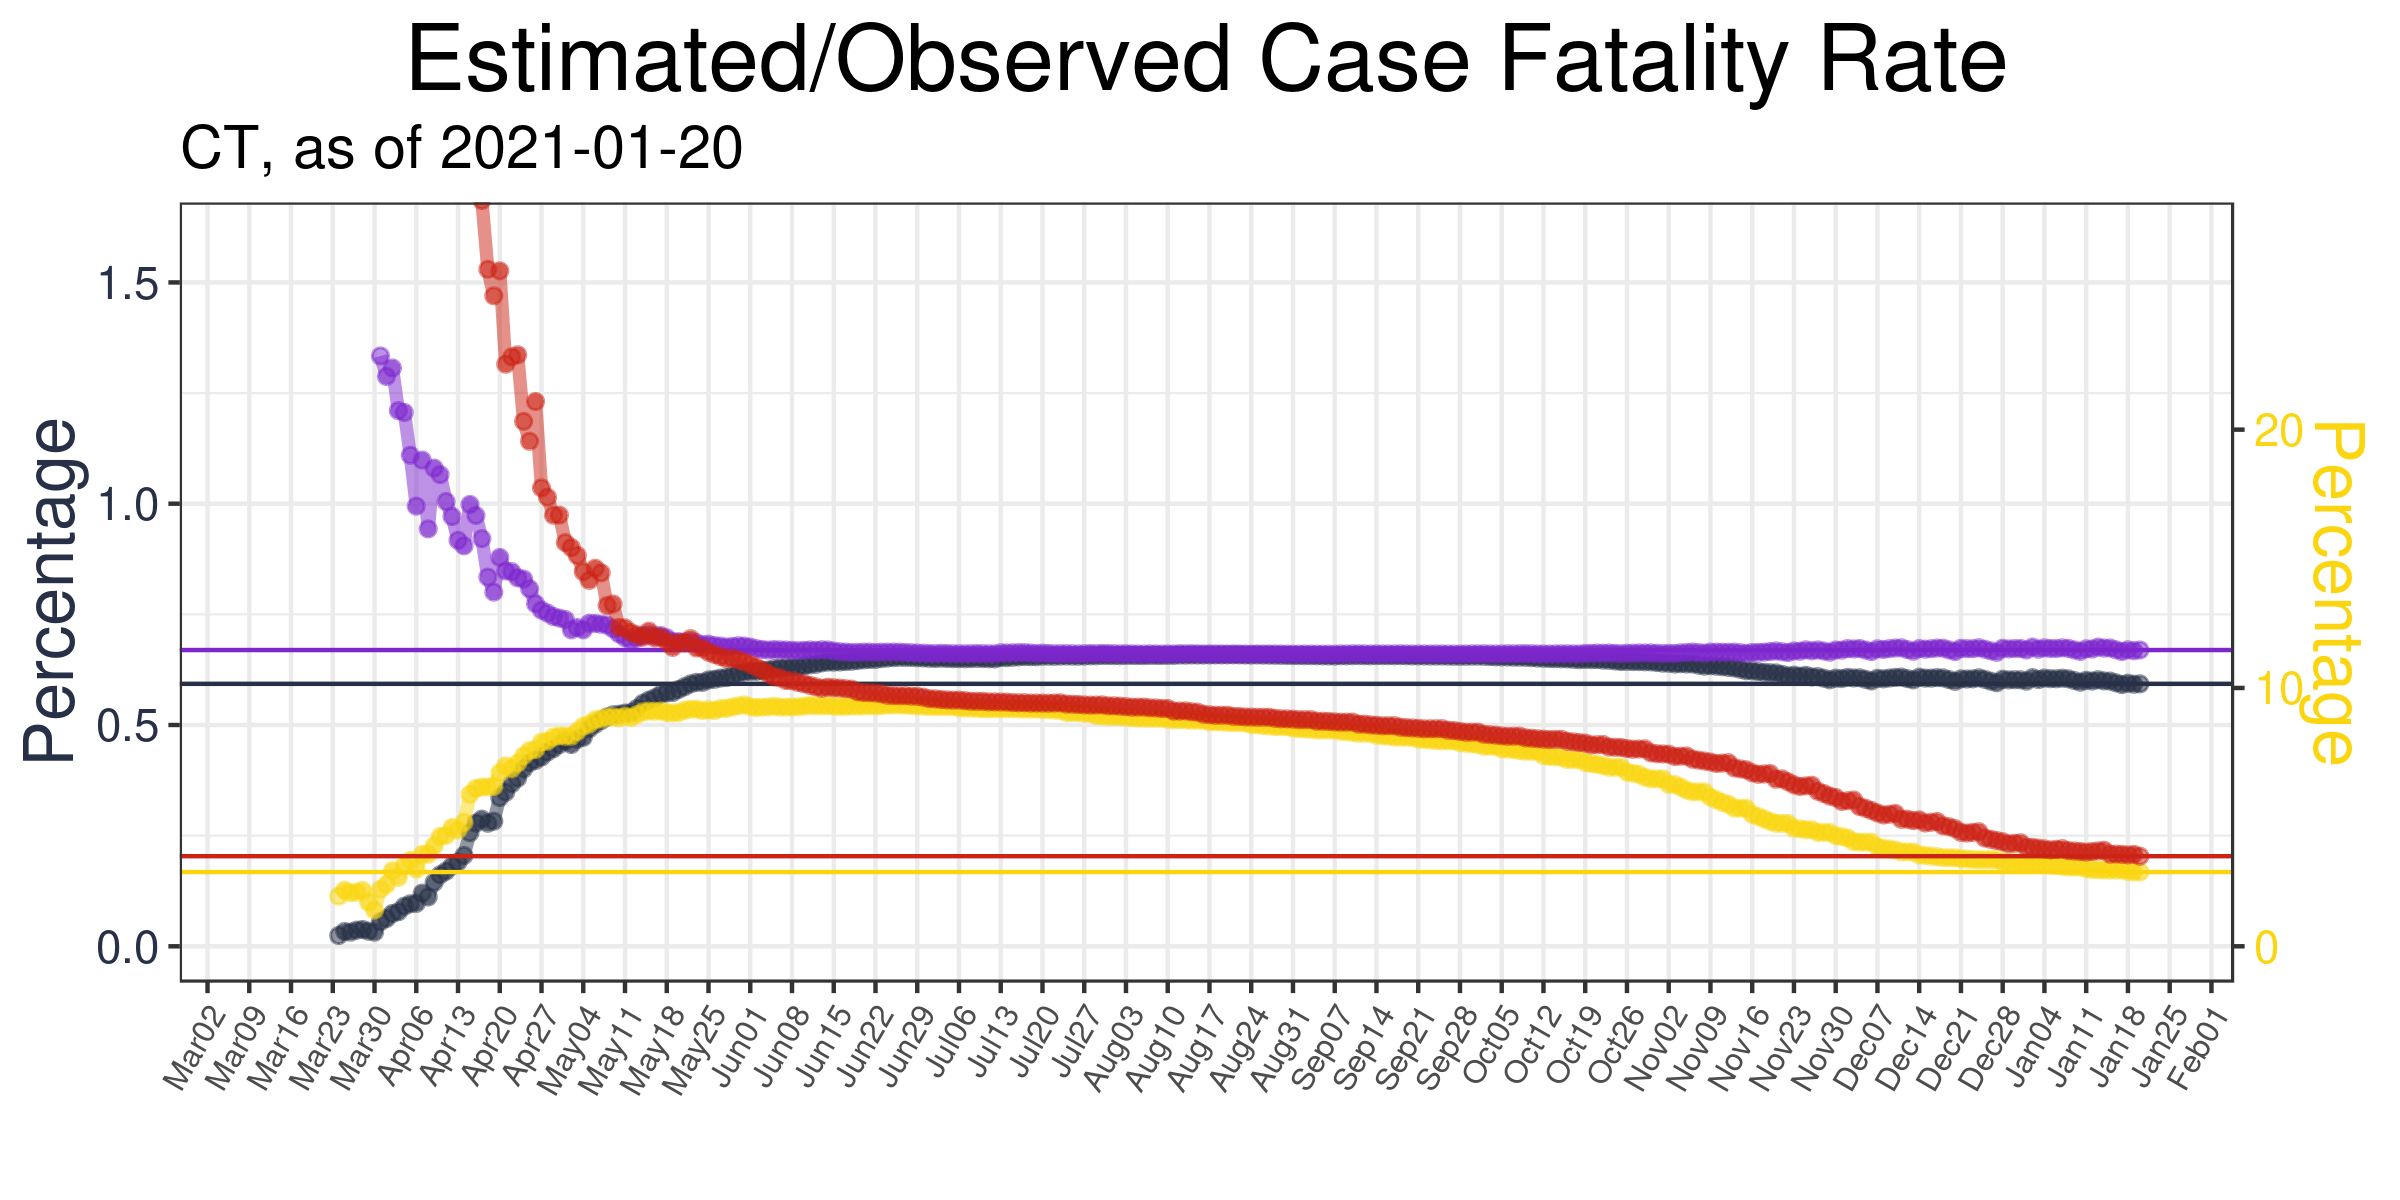 Estimated/Observed Case Fatality Rate
CT, as of 2021-01-20
Percentage
1.5
1.0
0.5
0.0
20
10
0
Percentage
Mar02
Mar09
Mar16
Mar23
Mar30
Apr06
Apr13
Apr20
Apr27
May04
May11
May18
May25
Jun01
Jun08
Jun15
Jun22
Jun29
Jul06
Jul13
Jul20
Jul27
Aug03
Aug10
Aug17
Aug24
Aug31
Sep07
Sep14
Sep21
Sep28
Oct05
Oct12
Oct19
Oct26
Nov02
Nov09
Nov16
Nov23
Nov30
Dec07
Dec14
Dec21
Dec28
Jan04
Jan11
Jan18
Jan25
Feb01